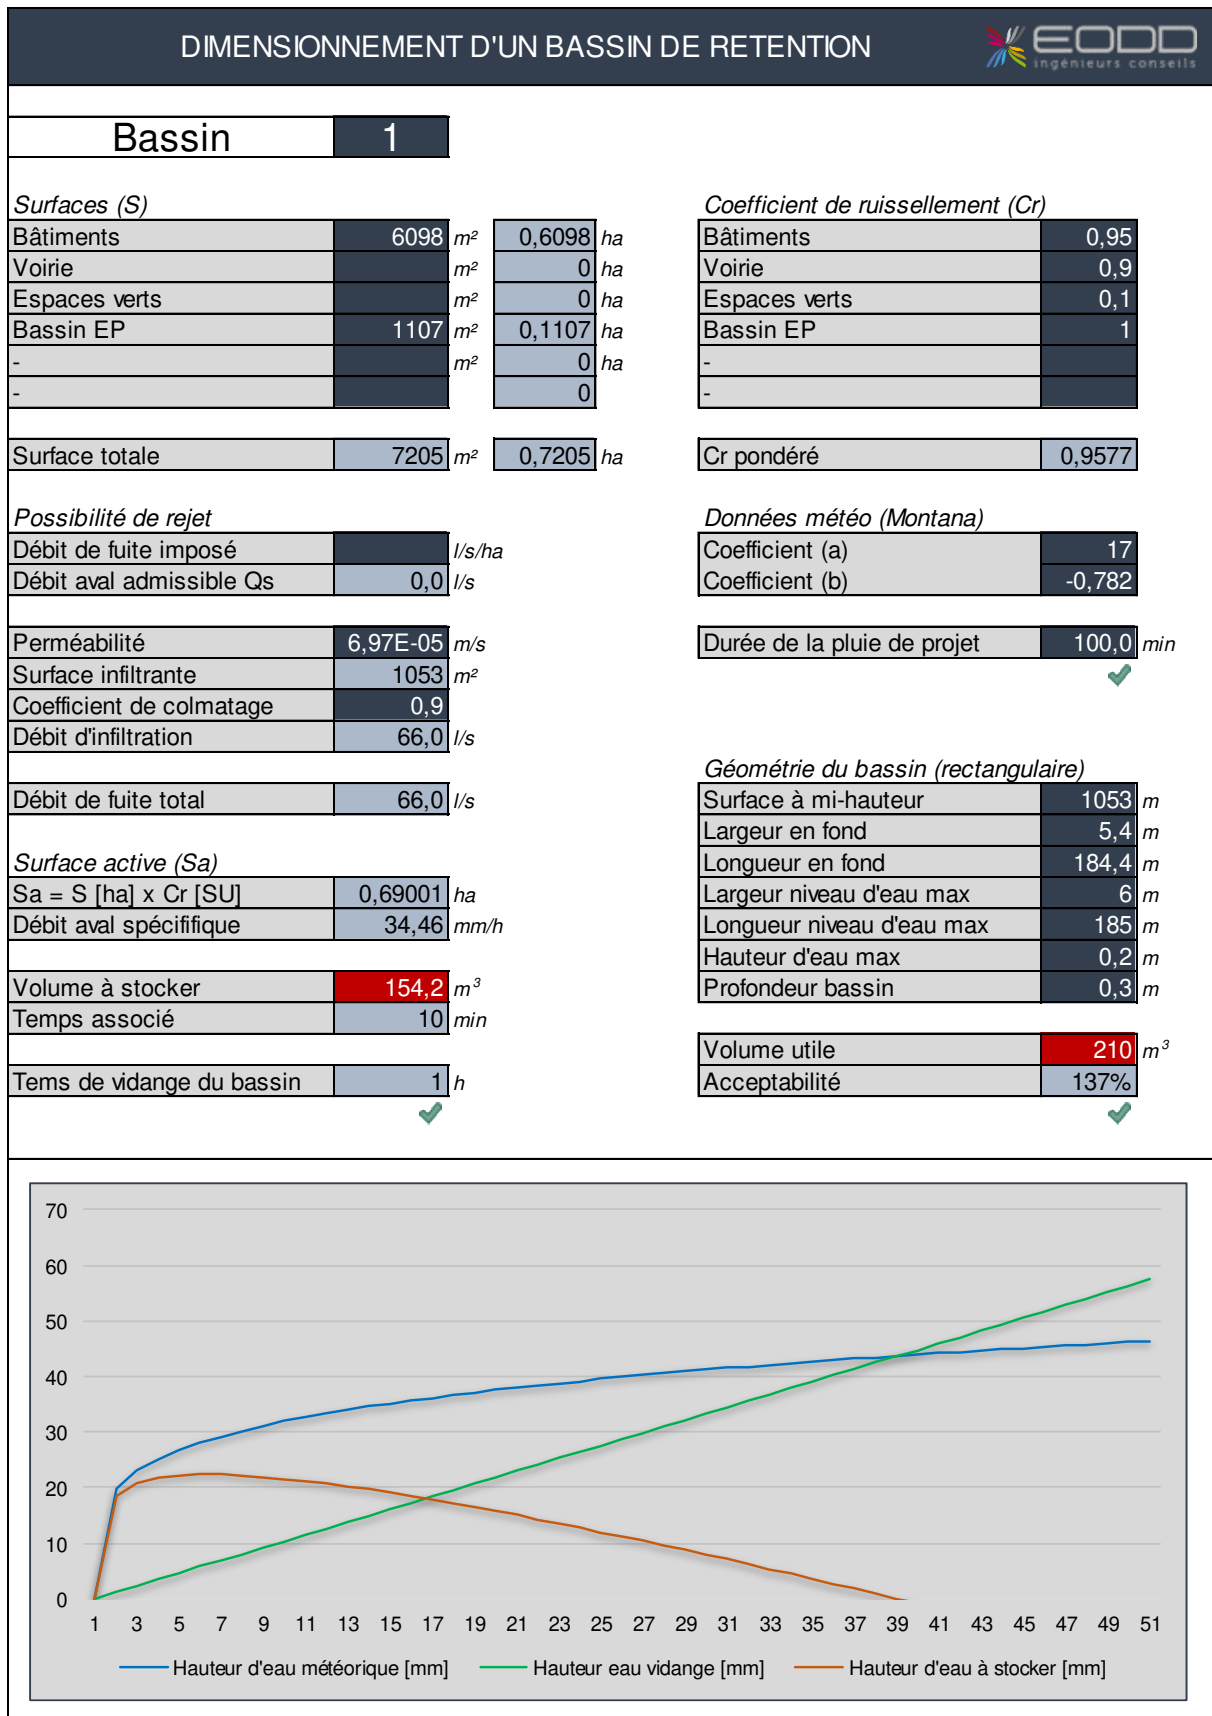 DIMENSIONNEMENT D'UN BASSIN DE RETENTION
EODD
ingénieurs conseils
Bassin 1
Surfaces (S)
Bâtiments 6098 m² 0,6098 ha
Voirie m² 0 ha
Espaces verts m² 0 ha
Bassin EP 1107 m² 0,1107 ha
- m² 0 ha
- 0
Surface totale 7205 m² 0,7205 ha
Coefficient de ruissellement (Cr)
Bâtiments 0,95
Voirie 0,9
Espaces verts 0,1
Bassin EP 1
-
-
Cr pondéré 0,9577
Possibilité de rejet
Débit de fuite imposé l/s/ha
Débit aval admissible Qs 0,0 l/s
Perméabilité 6,97E-05 m/s
Surface infiltrante 1053 m²
Coefficient de colmatage 0,9
Débit d'infiltration 66,0 l/s
Débit de fuite total 66,0 l/s
Surface active (Sa)
Sa = S [ha] x Cr [SU] 0,69001 ha
Débit aval spécififique 34,46 mm/h
Volume à stocker 154,2 m³
Temps associé 10 min
Tems de vidange du bassin 1 h
Données météo (Montana)
Coefficient (a) 17
Coefficient (b) -0,782
Durée de la pluie de projet 100,0 min
Géométrie du bassin (rectangulaire)
Surface à mi-hauteur 1053 m
Largeur en fond 5,4 m
Longueur en fond 184,4 m
Largeur niveau d'eau max 6 m
Longueur niveau d'eau max 185 m
Hauteur d'eau max 0,2 m
Profondeur bassin 0,3 m
Volume utile 210 m³
Acceptabilité 137%
70
60
50
40
30
20
10
0
1 3 5 7 9 11 13 15 17 19 21 23 25 27 29 31 33 35 37 39 41 43 45 47 49 51
Hauteur d'eau météorique [mm] Hauteur eau vidange [mm] Hauteur d'eau à stocker [mm]